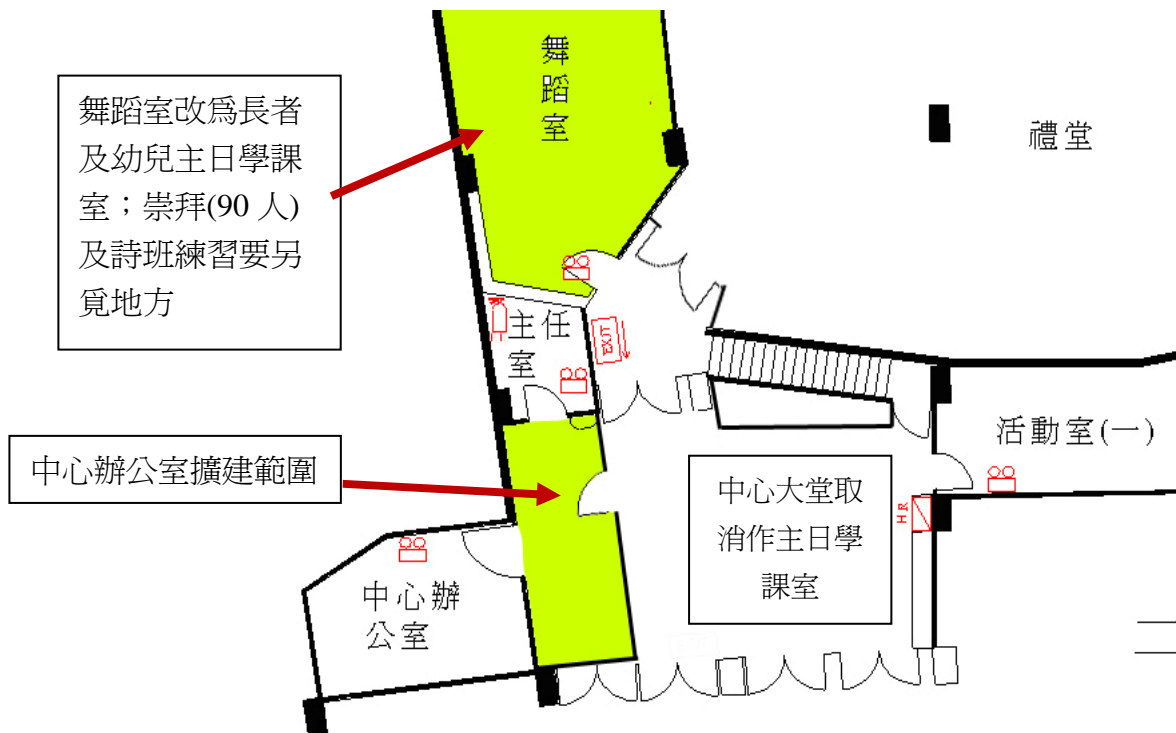 舞蹈室
舞蹈室改爲長者
及幼兒主日學課
室；崇拜(90 人)
及詩班練習要另
覓地方
禮堂
主任
室
EXIT
活動室(一)
中心辦公室擴建範圍
中心大堂取
消作主日學
課室
H.R
中心辦
公室